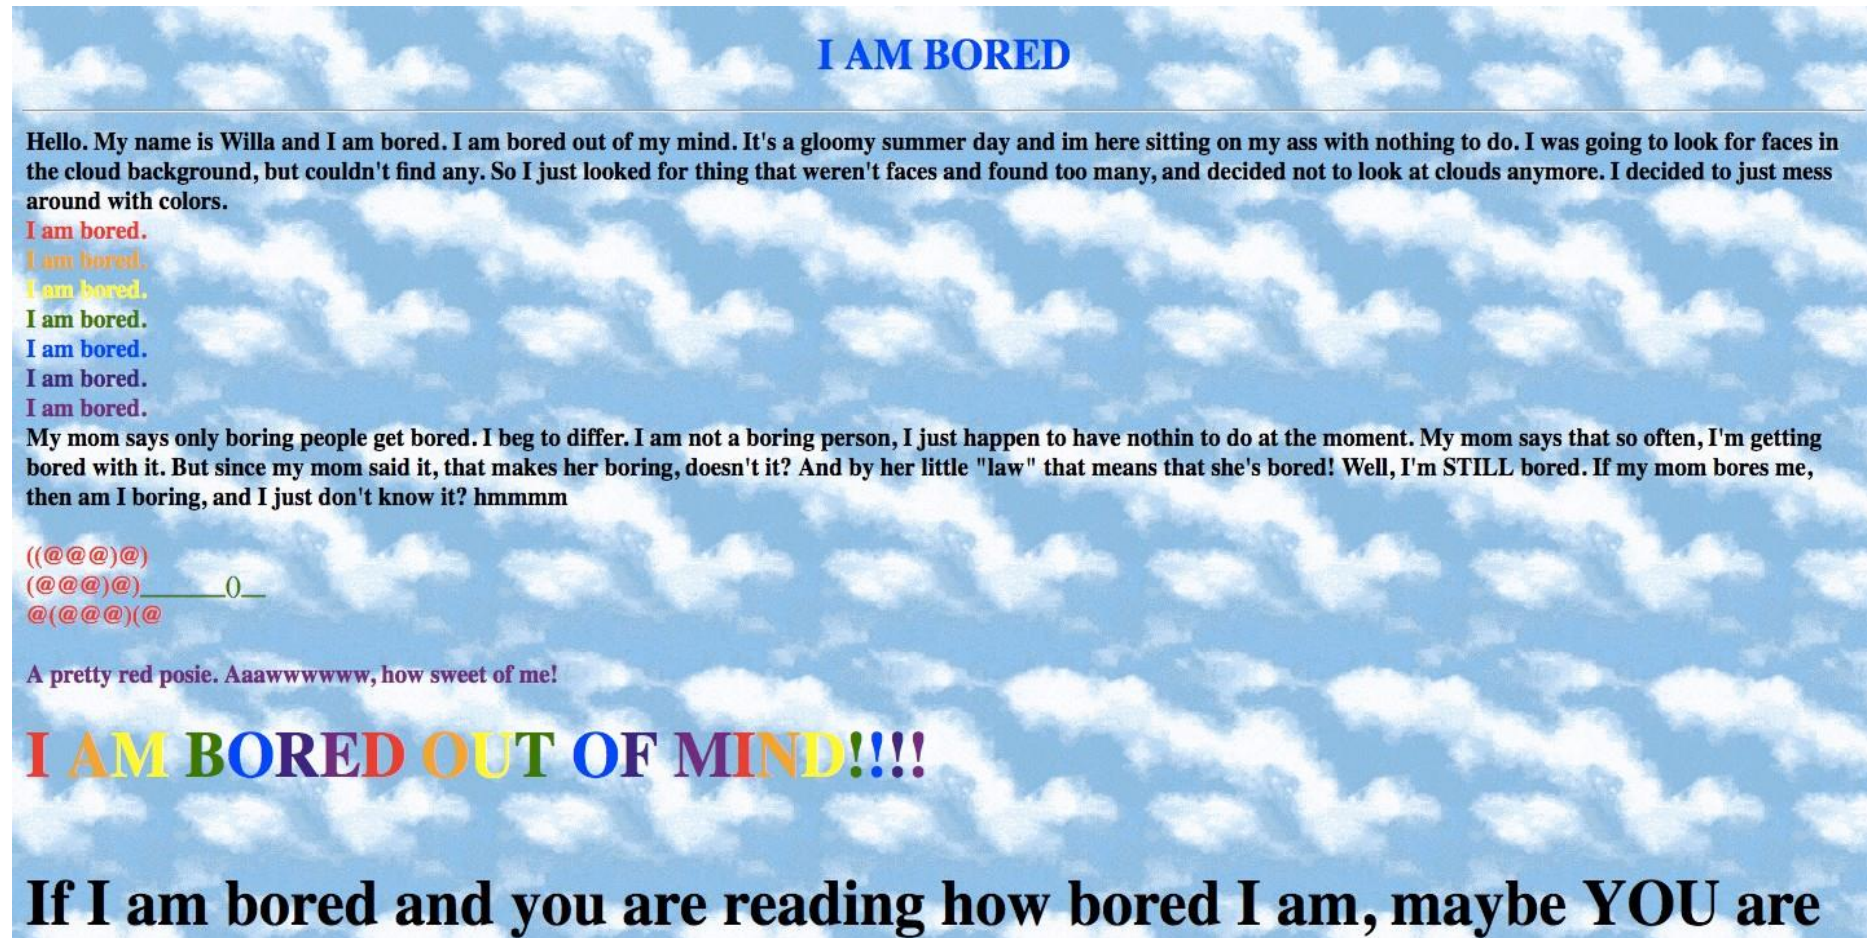 I AM BORED
Hello. My name is Willa and I am bored. I am bored out of my mind. It's a gloomy summer day and im here sitting on my ass with nothing to do. I was going to look for faces in
the cloud background, but couldn't find any. So I just looked for thing that weren't faces and found too many, and decided not to look at clouds anymore. I decided to just mess
around with colors.
I am bored.
I am bored.
I am bored.
I am bored.
I am bored.
I am bored.
I am bored.
My mom says only boring people get bored. I beg to differ. I am not a boring person, I just happen to have nothin to do at the moment. My mom says that so often, I'm getting
bored with it. But since my mom said it, that makes her boring, doesn't it? And by her little "law" that means that she's bored! Well, I'm STILL bored. If my mom bores me,
then am I boring, and I just don't know it? hmmmm
((@@@)@)
(@@@)@)_______()__
@(@@@)(@
A pretty red posie. Aaawwwwww, how sweet of me!
I AM BORED OUT OF MIND!!!!
If I am bored and you are reading how bored I am, maybe YOU are